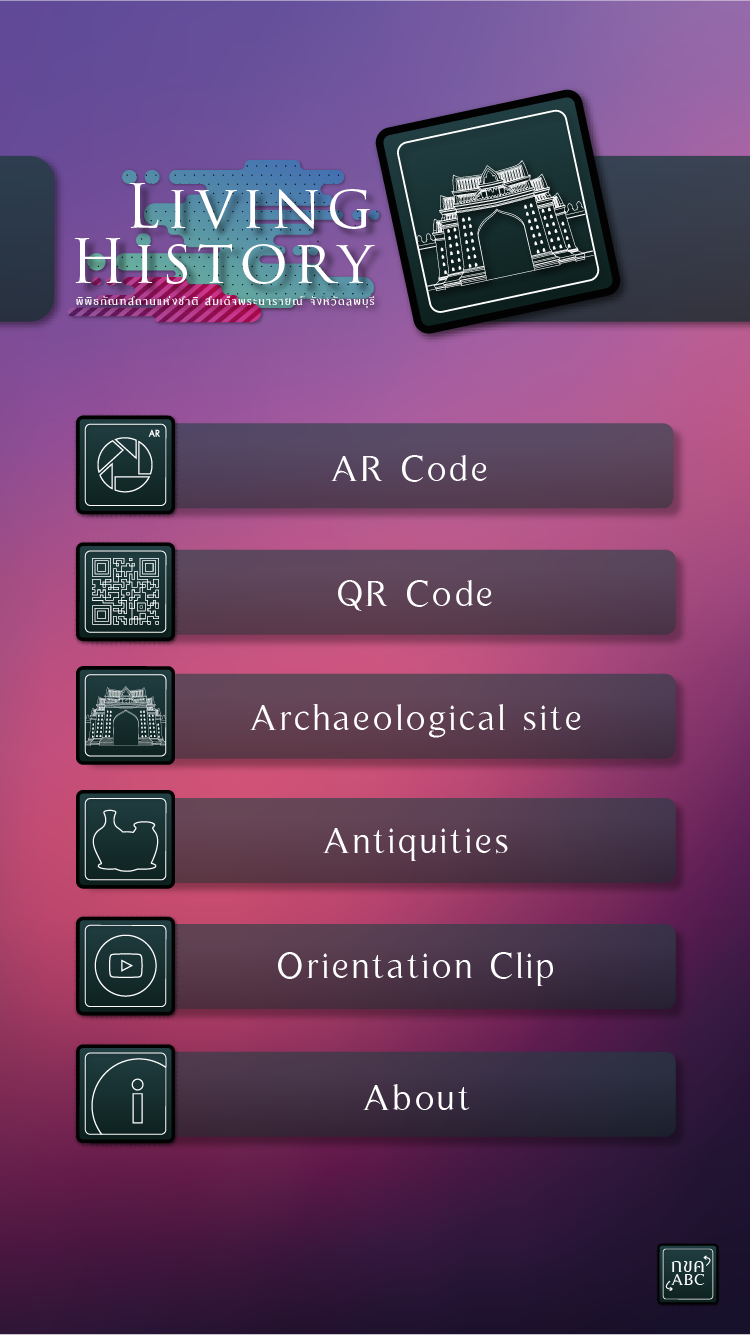 LIVING
HISTORY
พิพิธภัณฑสถานแห่งชาติ สมเด็จพระนารายณ์ จังหวัดลพบุรี
AR
AR Code
QR Code
Archaeological site
Antiquities
Orientation Clip
About
กขค
ABC